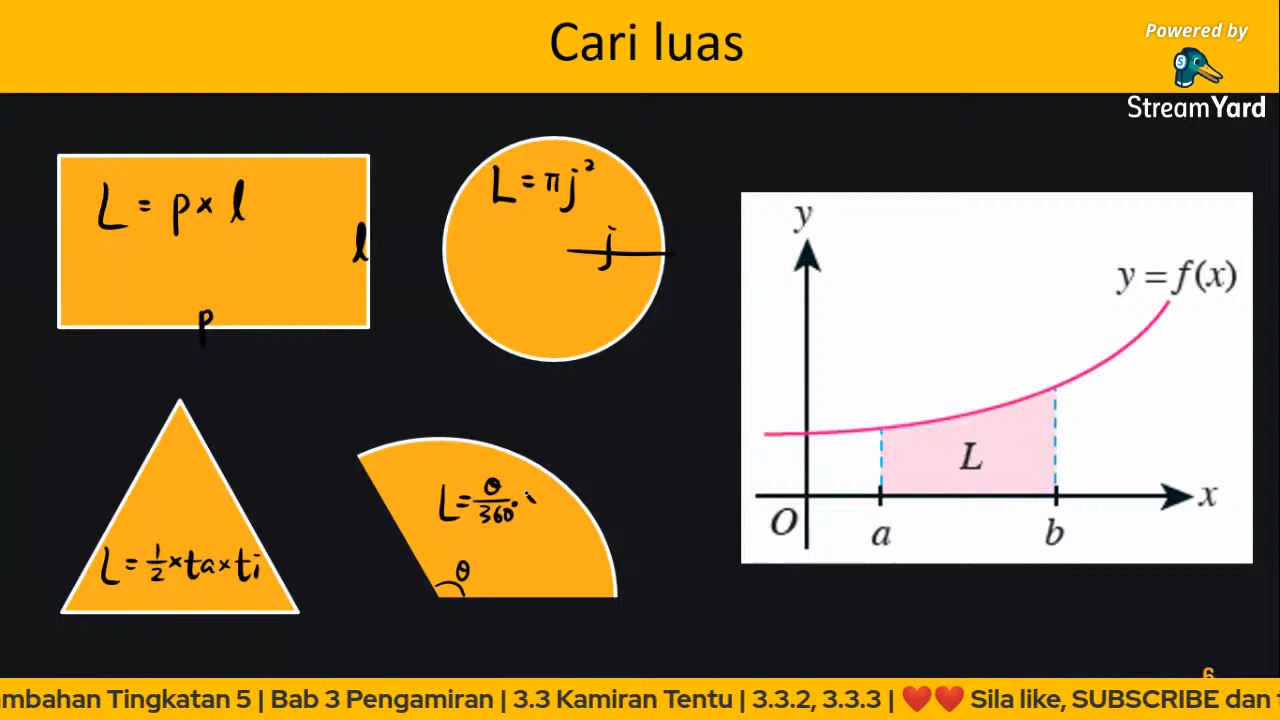 Cari luas
Powered by
StreamYard
L = p × l
l
p
L = πj²
j
L = 1/2 × ta × ti
L = θ/360°
θ
y
y = f(x)
L
O
a
b
x
6
mbahan Tingkatan 5 | Bab 3 Pengamiran | 3.3 Kamiran Tentu | 3.3.2, 3.3.3 | ❤️❤️ Sila like, SUBSCRIBE dan